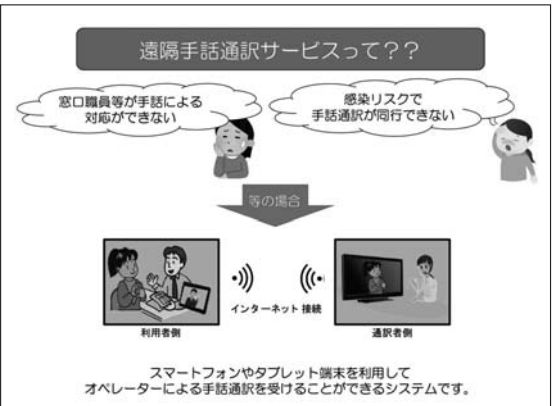 遠隔手話通訳サービスって？？
窓口職員等が手話による
対応ができない
感染リスクで
手話通訳が同行できない
等の場合
インターネット 接続
利用者側
通訳者側
スマートフォンやタブレット端末を利用して
オペレーターによる手話通訳を受けることができるシステムです。